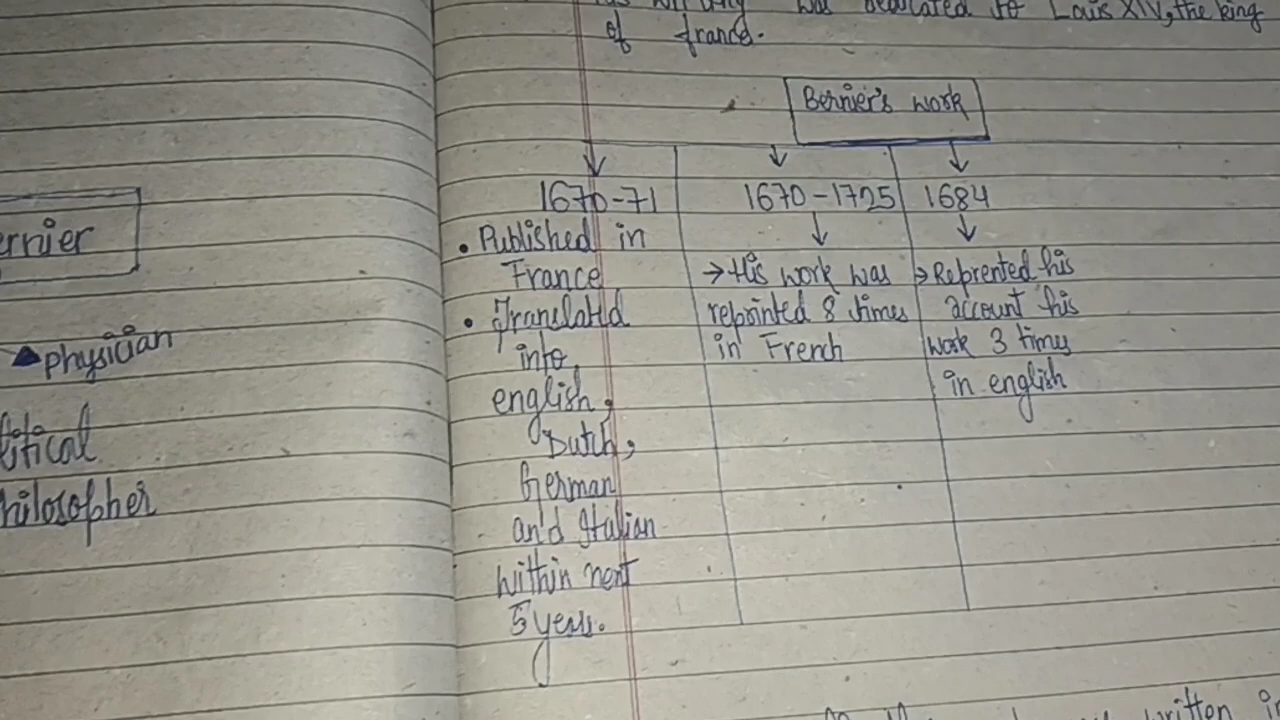 was dedicated to Louis XIV, the king
of france.
Bernier's work
1670-71
• Published in
France
• Translated
into
english,
Dutch,
German
and Italian
within next
5 years.
1670-1725
→ His work was
reprinted 8 times
in French
1684
→ Reprented his
account his
work 3 times
in english
ernier
physician
litical
hilosopher
written in